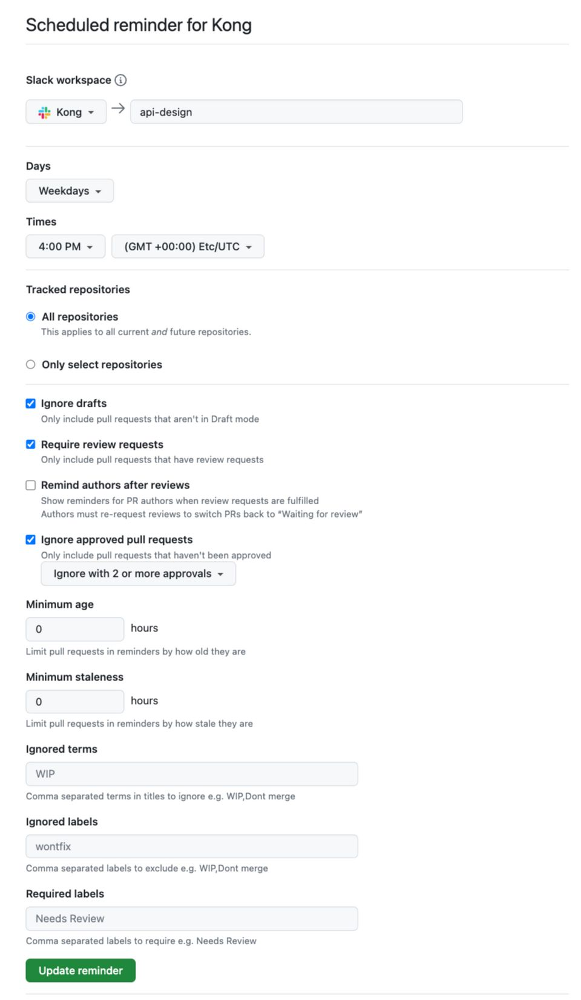 Scheduled reminder for Kong
Slack workspace
Kong → api-design
Days
Weekdays
Times
4:00 PM (GMT +00:00) Etc/UTC
Tracked repositories
All repositories
This applies to all current and future repositories.
Only select repositories
Ignore drafts
Only include pull requests that aren't in Draft mode
Require review requests
Only include pull requests that have review requests
Remind authors after reviews
Show reminders for PR authors when review requests are fulfilled
Authors must re-request reviews to switch PRs back to “Waiting for review”
Ignore approved pull requests
Only include pull requests that haven't been approved
Ignore with 2 or more approvals
Minimum age
0 hours
Limit pull requests in reminders by how old they are
Minimum staleness
0 hours
Limit pull requests in reminders by how stale they are
Ignored terms
WIP
Comma separated terms in titles to ignore e.g. WIP,Dont merge
Ignored labels
wontfix
Comma separated labels to exclude e.g. WIP,Dont merge
Required labels
Needs Review
Comma separated labels to require e.g. Needs Review
Update reminder